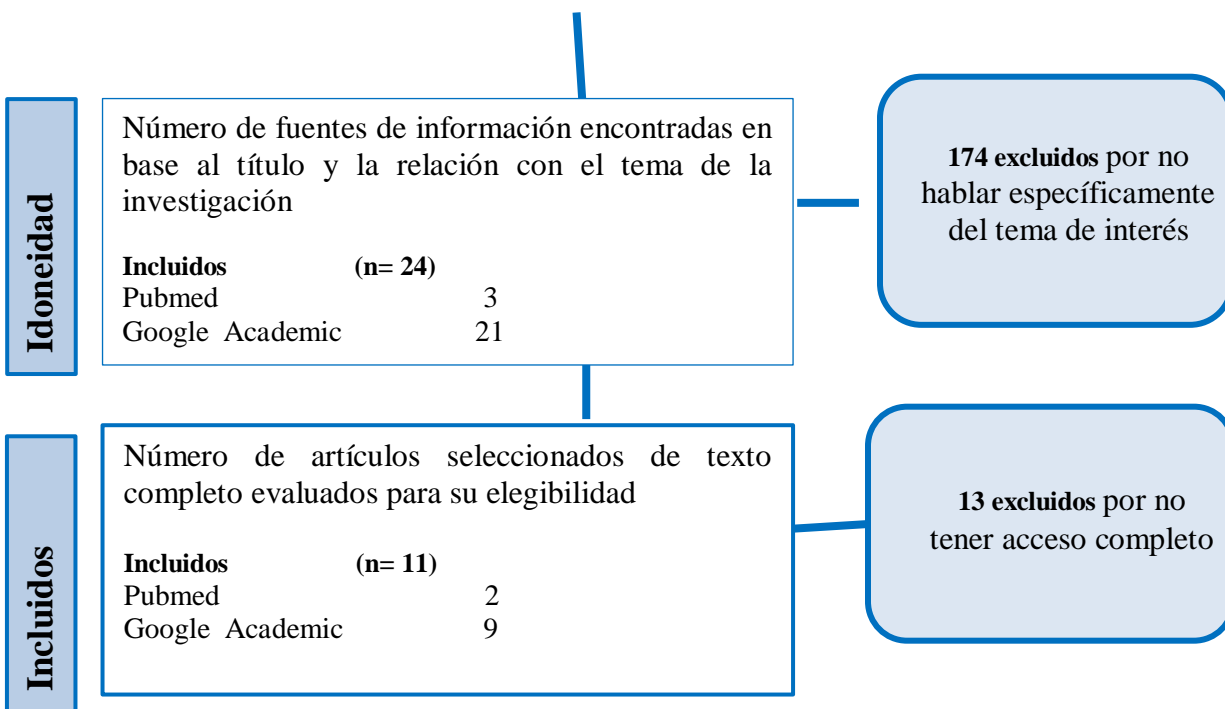 Idoneidad
Número de fuentes de información encontradas en
base al título y la relación con el tema de la
investigación
Incluidos (n= 24)
Pubmed 3
Google Academic 21
174 excluidos por no
hablar específicamente
del tema de interés
Incluidos
Número de artículos seleccionados de texto
completo evaluados para su elegibilidad
Incluidos (n= 11)
Pubmed 2
Google Academic 9
13 excluidos por no
tener acceso completo